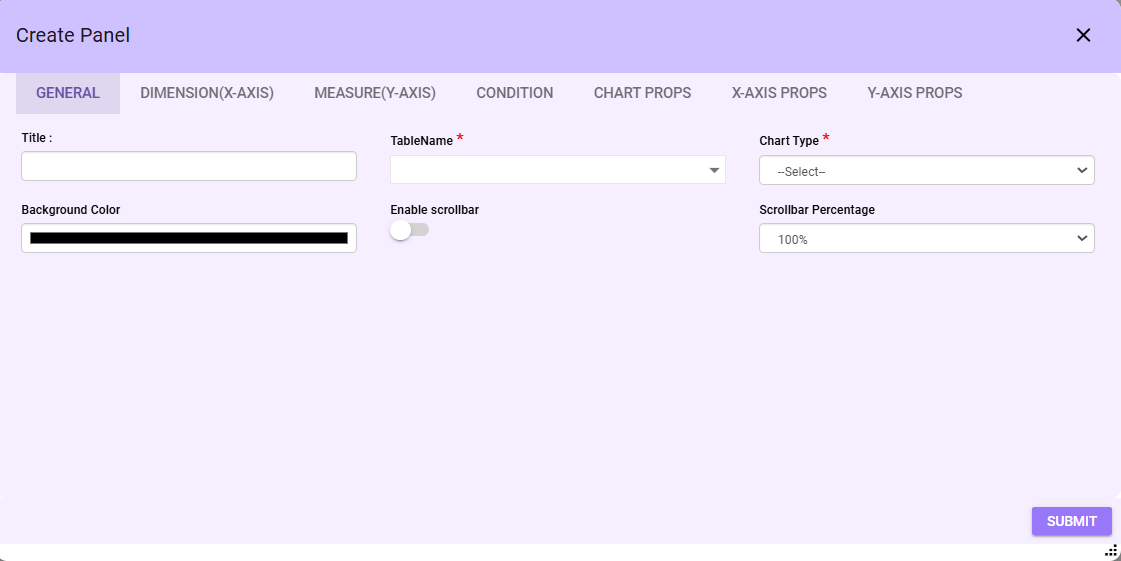 Create Panel
GENERAL DIMENSION(X-AXIS) MEASURE(Y-AXIS) CONDITION CHART PROPS X-AXIS PROPS Y-AXIS PROPS
Title : TableName * Chart Type *
--Select--
Background Color Enable scrollbar Scrollbar Percentage
100%
SUBMIT